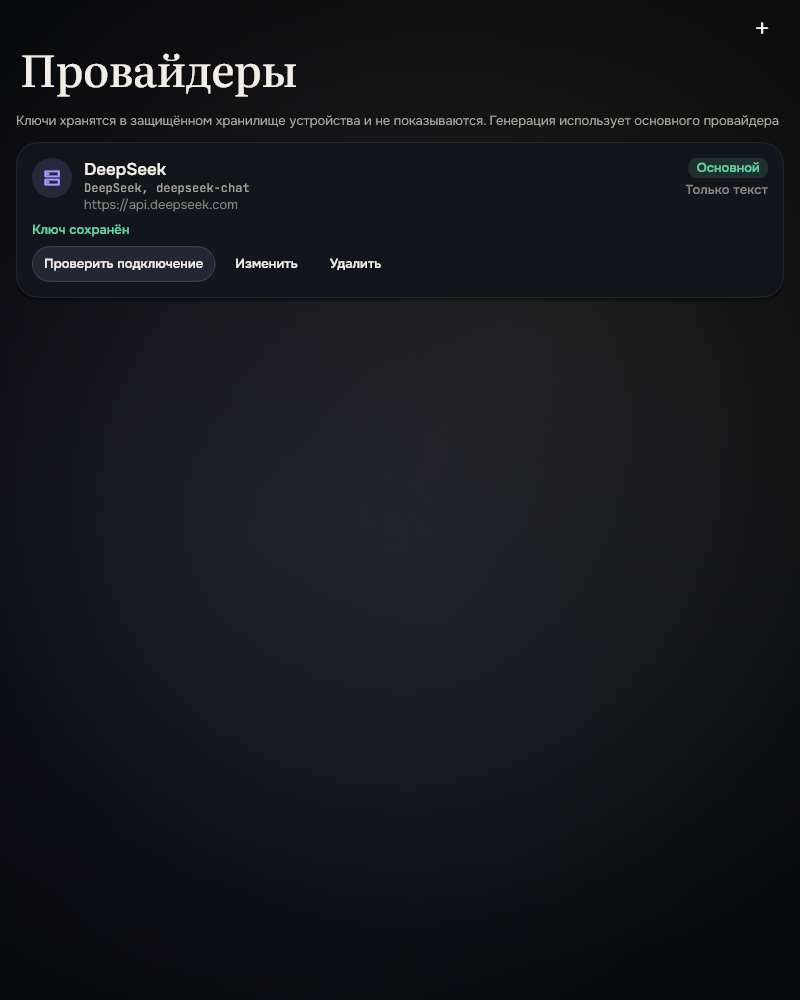 +
Провайдеры
Ключи хранятся в защищённом хранилище устройства и не показываются. Генерация использует основного провайдера
DeepSeek
Основной
DeepSeek, deepseek-chat
Только текст
https://api.deepseek.com
Ключ сохранён
Проверить подключение Изменить Удалить